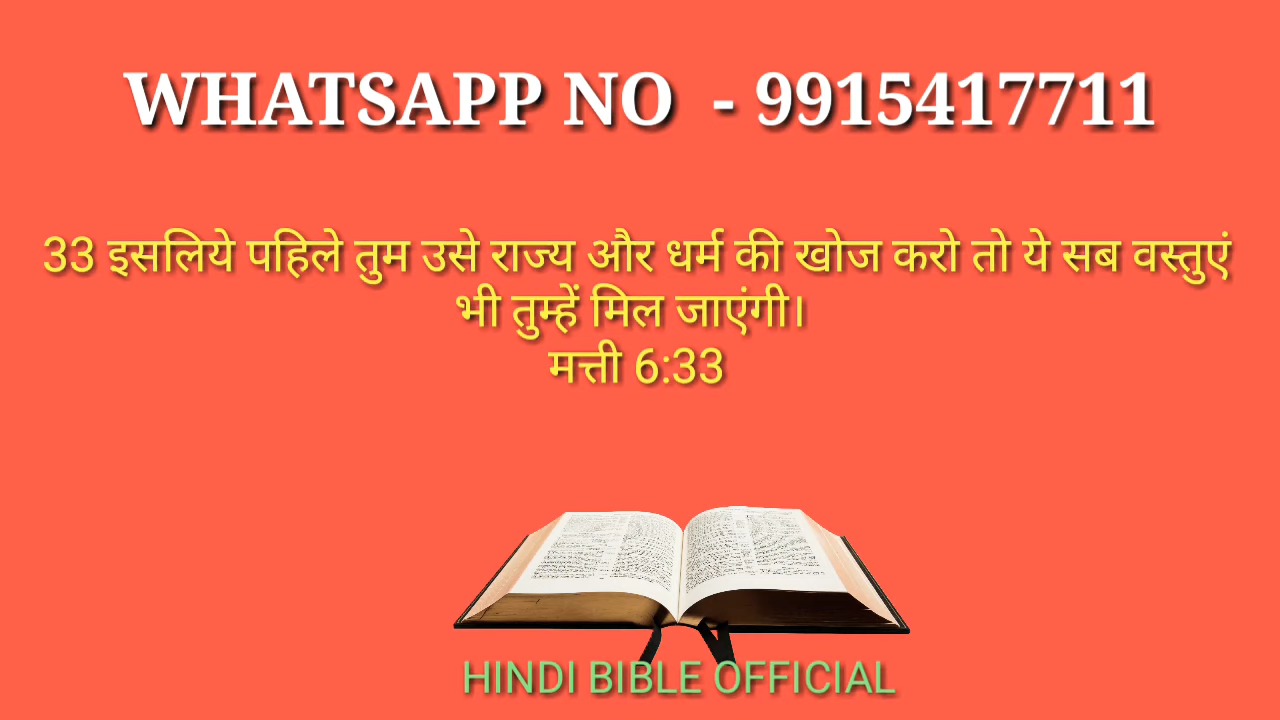 WHATSAPP NO - 9915417711
33 इसलिये पहिले तुम उसे राज्य और धर्म की खोज करो तो ये सब वस्तुएं
भी तुम्हें मिल जाएंगी।
मत्ती 6:33
HINDI BIBLE OFFICIAL